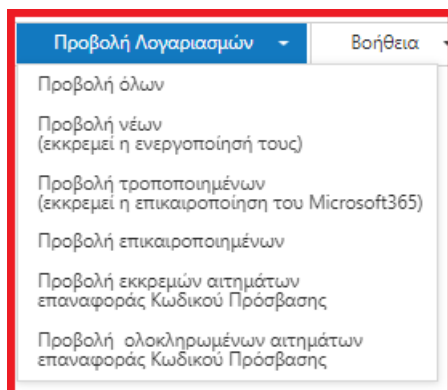 Προβολή Λογαριασμών
Βοήθεια
Προβολή όλων
Προβολή νέων
(εκκρεμεί η ενεργοποίησή τους)
Προβολή τροποποιημένων
(εκκρεμεί η επικαιροποίηση του Microsoft365)
Προβολή επικαιροποιημένων
Προβολή εκκρεμών αιτημάτων
επαναφοράς Κωδικού Πρόσβασης
Προβολή ολοκληρωμένων αιτημάτων
επαναφοράς Κωδικού Πρόσβασης